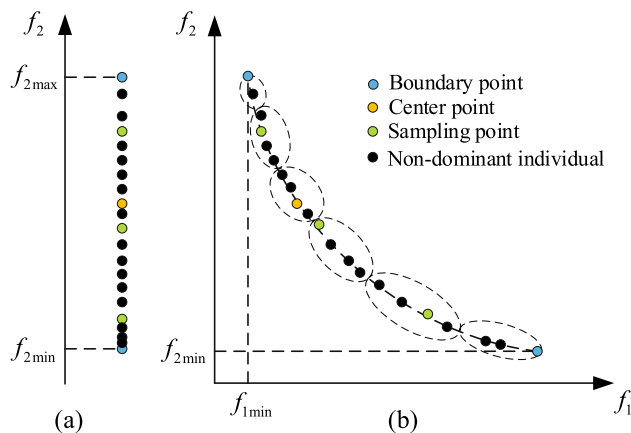 f2
f2max
f2min
(a)
f2
Boundary point
Center point
Sampling point
Non-dominant individual
f2min
f1min
f1
(b)